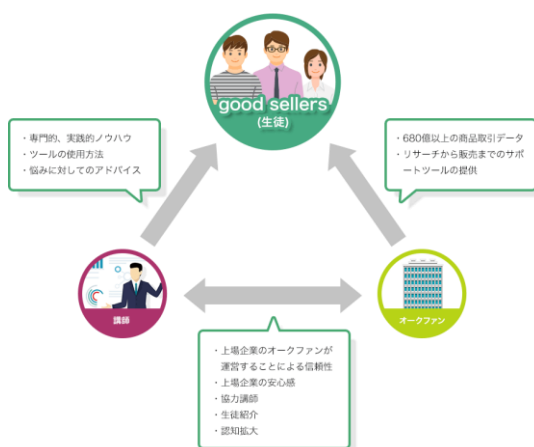 good sellers
(生徒)
・専門的、実践的ノウハウ
・ツールの使用方法
・悩みに対してのアドバイス
・680億以上の商品取引データ
・リサーチから販売までのサポ
ートツールの提供
講師
オークファン
・上場企業のオークファンが
運営することによる信頼性
・上場企業の安心感
・協力講師
・生徒紹介
・認知拡大